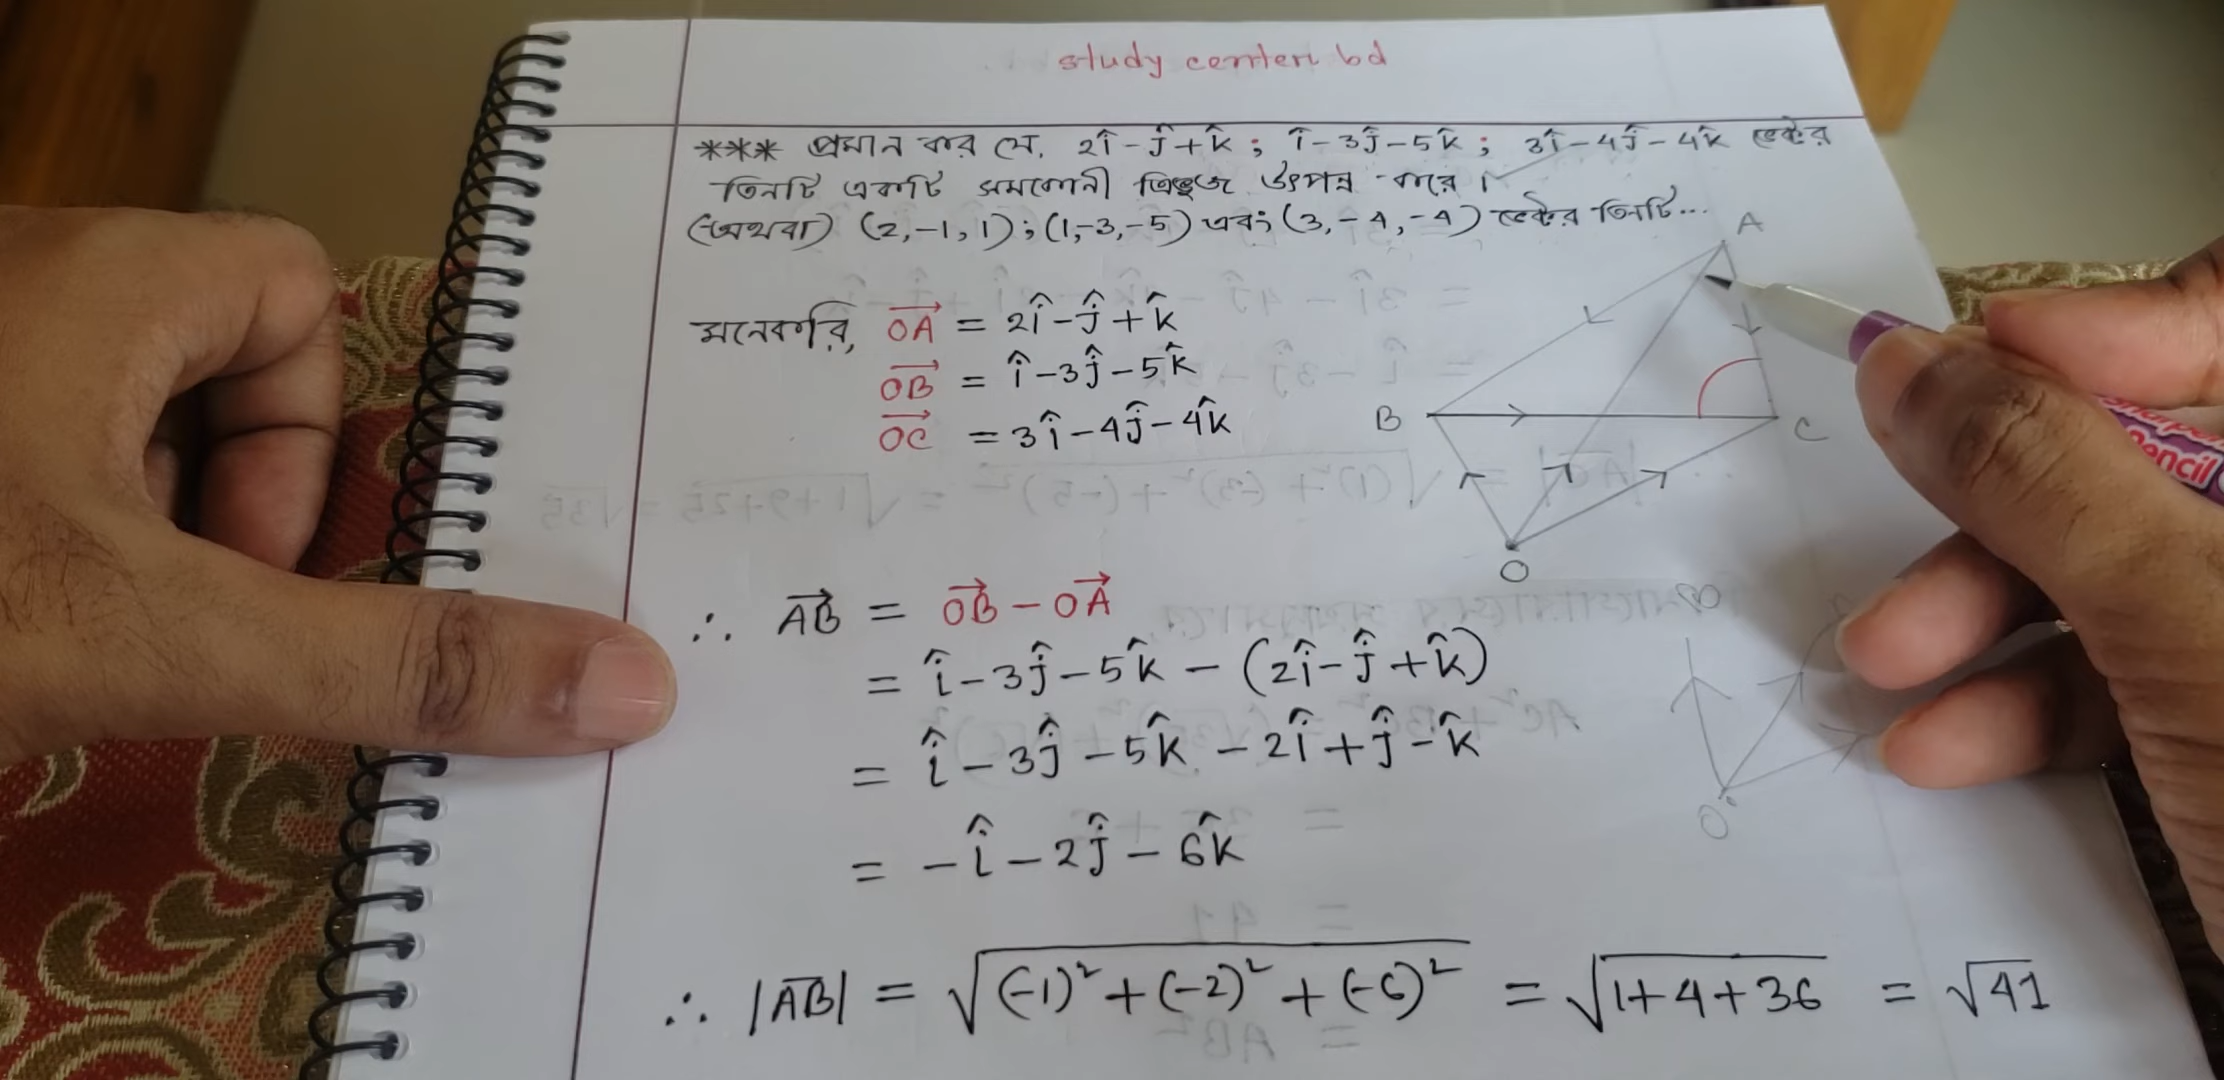 study center bd
*** প্রমান কর যে, 2î-ĵ+k̂ ; î-3ĵ-5k̂ ; 3î-4ĵ-4k̂ ভেক্টর
তিনটি একটি সমকোনী ত্রিভুজ উৎপন্ন করে।
(অথবা) (2,-1,1) ; (1,-3,-5) এবং (3,-4,-4) ভেক্টর তিনটি...
মনেকরি, OA→ = 2î-ĵ+k̂
OB→ = î-3ĵ-5k̂
OC→ = 3î-4ĵ-4k̂
A
B
C
O
∴ AB→ = OB→ - OA→
= î-3ĵ-5k̂ - (2î-ĵ+k̂)
= î-3ĵ-5k̂ - 2î+ĵ-k̂
= -î-2ĵ-6k̂
∴ |AB→| = √((-1)²+(-2)²+(-6)²) = √(1+4+36) = √41
pencil